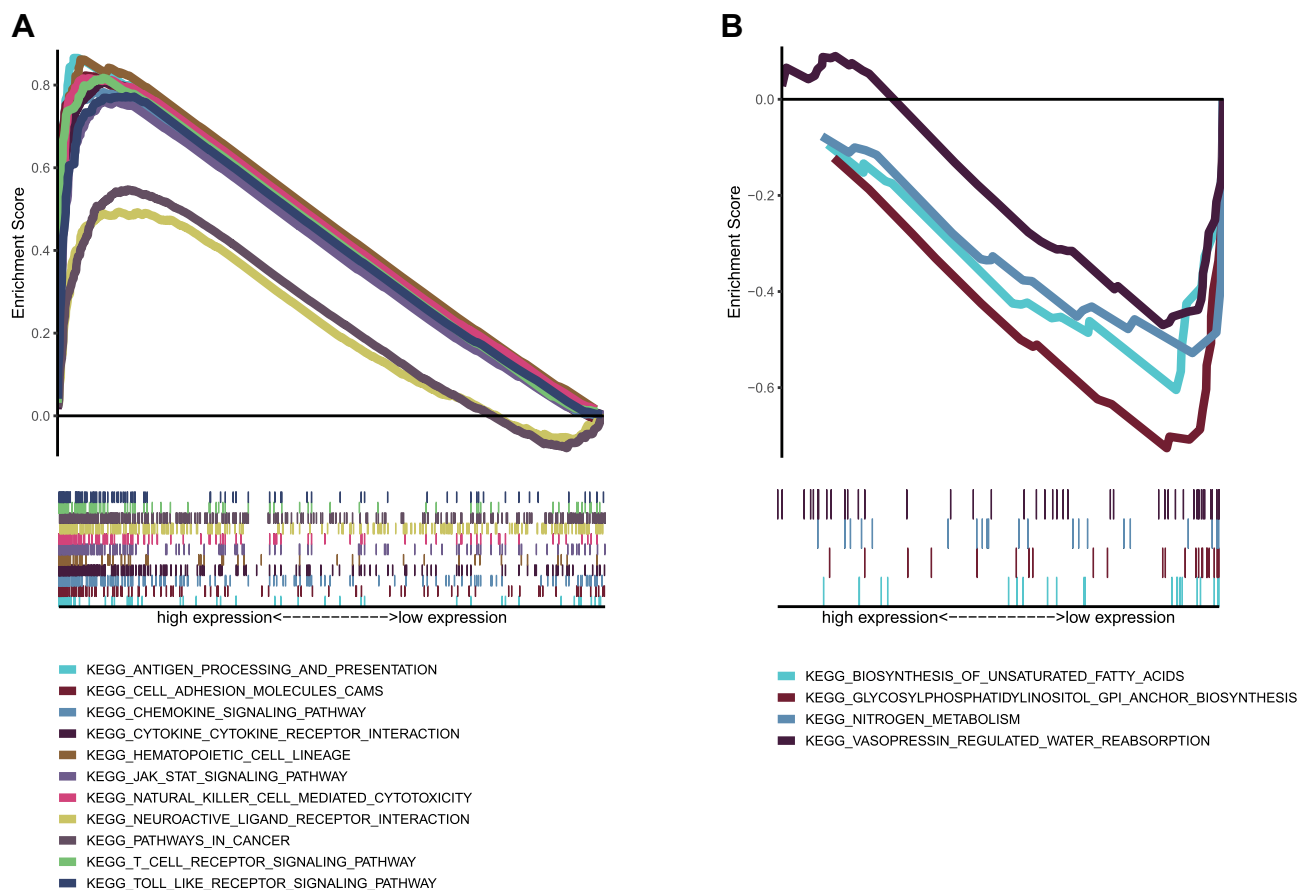 A
Enrichment Score
0.8
0.6
0.4
0.2
0.0
high expression<------------>low expression
KEGG_ANTIGEN_PROCESSING_AND_PRESENTATION
KEGG_CELL_ADHESION_MOLECULES_CAMS
KEGG_CHEMOKINE_SIGNALING_PATHWAY
KEGG_CYTOKINE_CYTOKINE_RECEPTOR_INTERACTION
KEGG_HEMATOPOIETIC_CELL_LINEAGE
KEGG_JAK_STAT_SIGNALING_PATHWAY
KEGG_NATURAL_KILLER_CELL_MEDIATED_CYTOTOXICITY
KEGG_NEUROACTIVE_LIGAND_RECEPTOR_INTERACTION
KEGG_PATHWAYS_IN_CANCER
KEGG_T_CELL_RECEPTOR_SIGNALING_PATHWAY
KEGG_TOLL_LIKE_RECEPTOR_SIGNALING_PATHWAY
B
Enrichment Score
0.0
−0.2
−0.4
−0.6
high expression<------------>low expression
KEGG_BIOSYNTHESIS_OF_UNSATURATED_FATTY_ACIDS
KEGG_GLYCOSYLPHOSPHATIDYLINOSITOL_GPI_ANCHOR_BIOSYNTHESIS
KEGG_NITROGEN_METABOLISM
KEGG_VASOPRESSIN_REGULATED_WATER_REABSORPTION